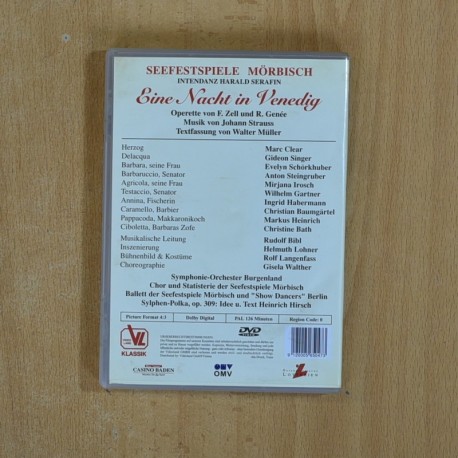 SEEFESTSPIELE MÖRBISCH
INTENDANZ HARALD SERAFIN
Eine Nacht in Venedig
Operette von F. Zell und R. Genée
Musik von Johann Strauss
Textfassung von Walter Müller
Herzog Marc Clear
Delacqua Gideon Singer
Barbara, seine Frau Evelyn Schörkhuber
Barbaruccio, Senator Anton Steingruber
Agricola, seine Frau Mirjana Irosch
Testaccio, Senator Wilhelm Gartner
Annina, Fischerin Ingrid Habermann
Caramello, Barbier Christian Baumgärtel
Pappacoda, Makkaronikoch Markus Heinrich
Ciboletta, Barbaras Zofe Christine Bath
Musikalische Leitung Rudolf Bibl
Inszenierung Helmuth Lohner
Bühnenbild & Kostüme Rolf Langenfass
Choreographie Gisela Walther
Symphonie-Orchester Burgenland
Chor und Statisterie der Seefestspiele Mörbisch
Ballett der Seefestspiele Mörbisch und "Show Dancers" Berlin
Sylphen-Polka, op. 309: Idee u. Text Heinrich Hirsch
Picture Format 4:3 Dolby Digital PAL 126 Minuten Region Code: 0
VL
KLASSIK
DVD
VIDEO
CASINO BADEN
OMV